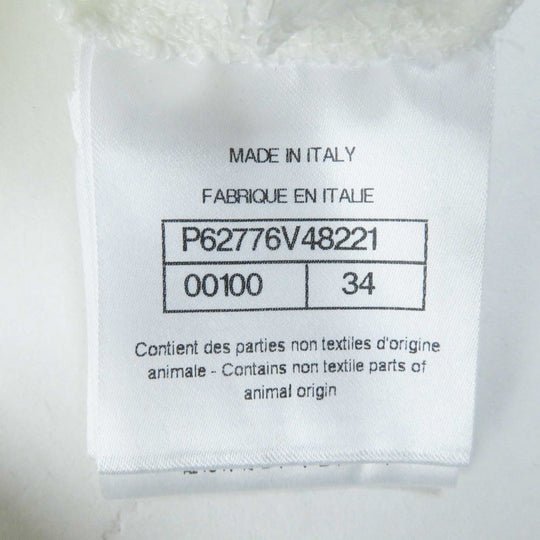 MADE IN ITALY
FABRIQUE EN ITALIE
P62776V48221
00100 34
Contient des parties non textiles d'origine
animale - Contains non textile parts of
animal origin